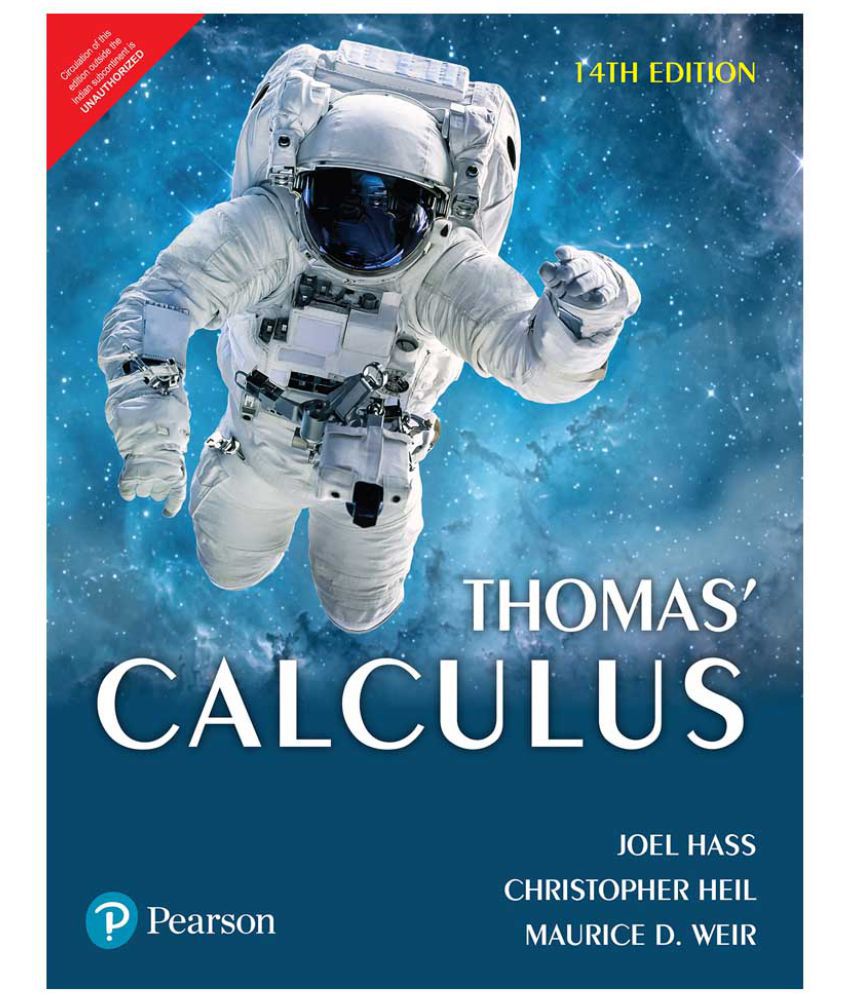 Circulation of this
edition outside the
Indian subcontinent is
UNAUTHORIZED
14TH EDITION
THOMAS’
CALCULUS
JOEL HASS
CHRISTOPHER HEIL
MAURICE D. WEIR
P Pearson